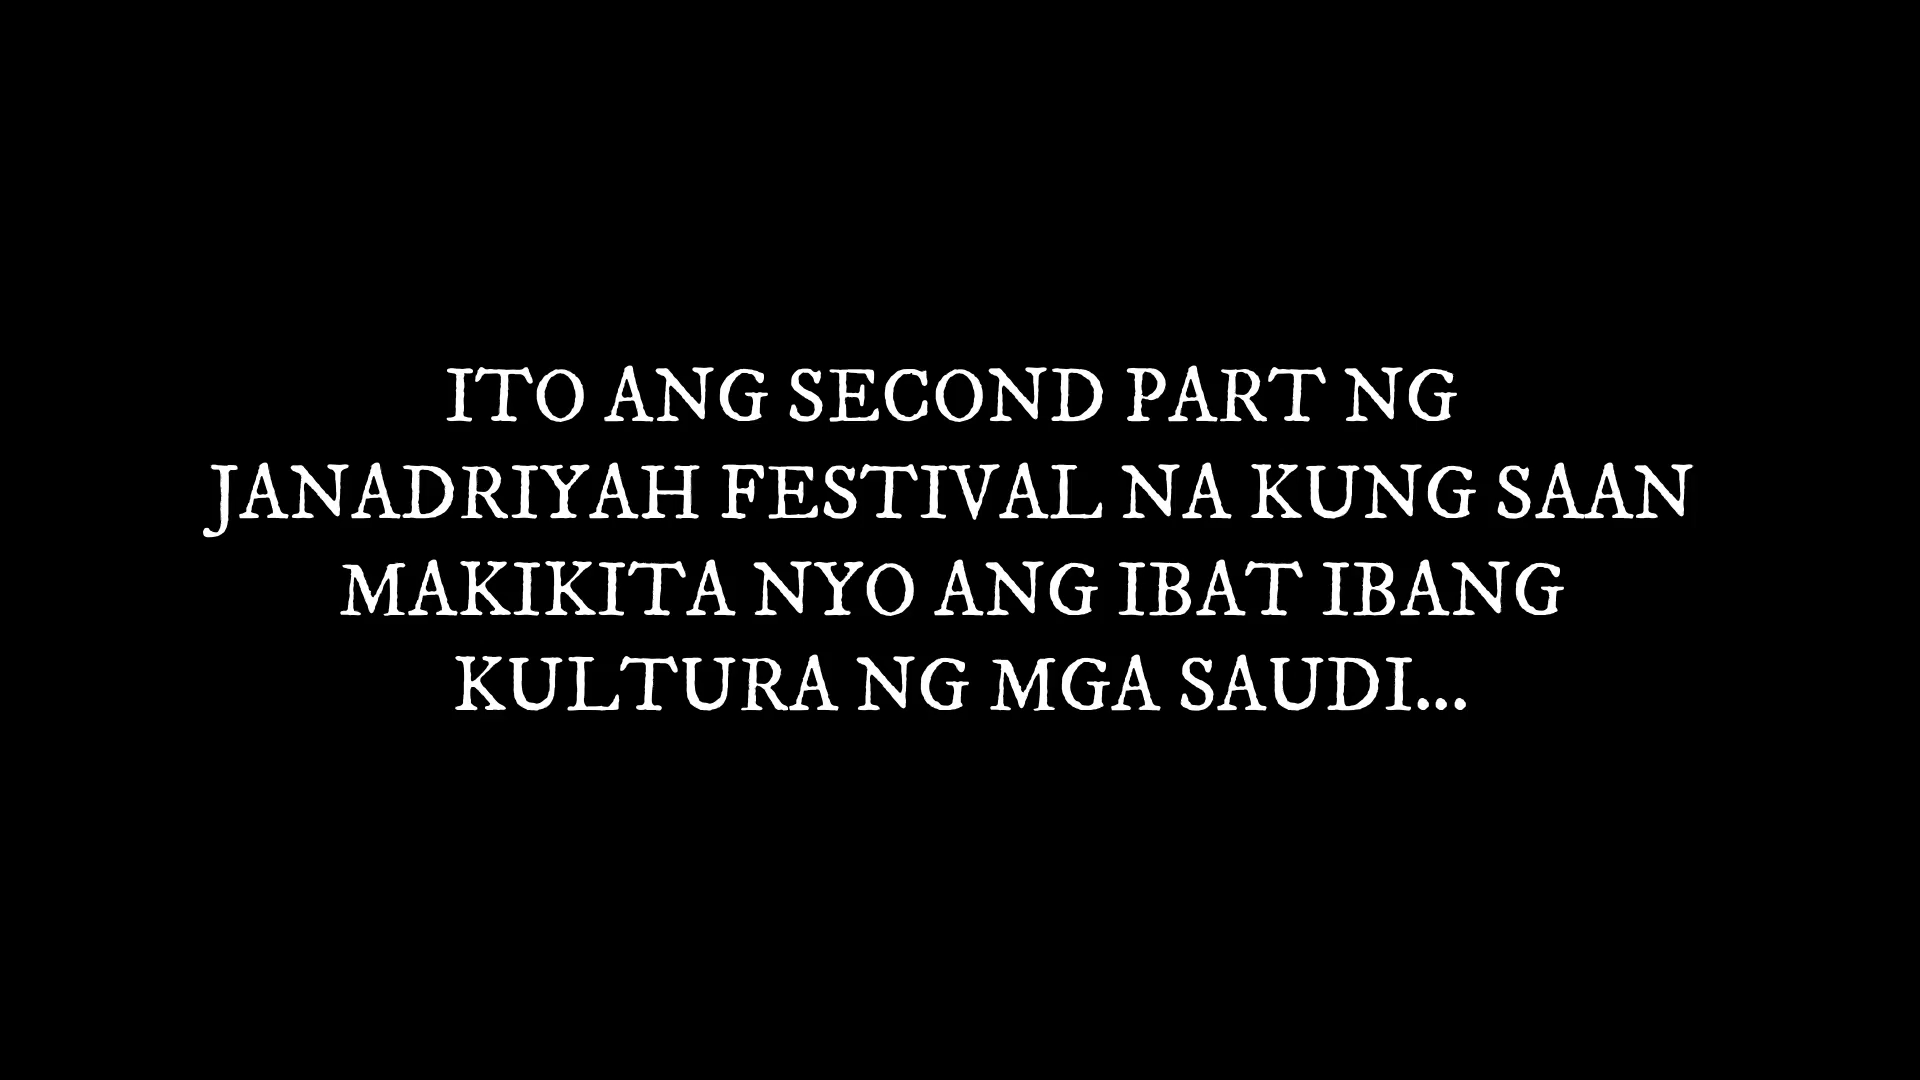 ITO ANG SECOND PART NG
JANADRIYAH FESTIVAL NA KUNG SAAN
MAKIKITA NYO ANG IBAT IBANG
KULTURA NG MGA SAUDI...